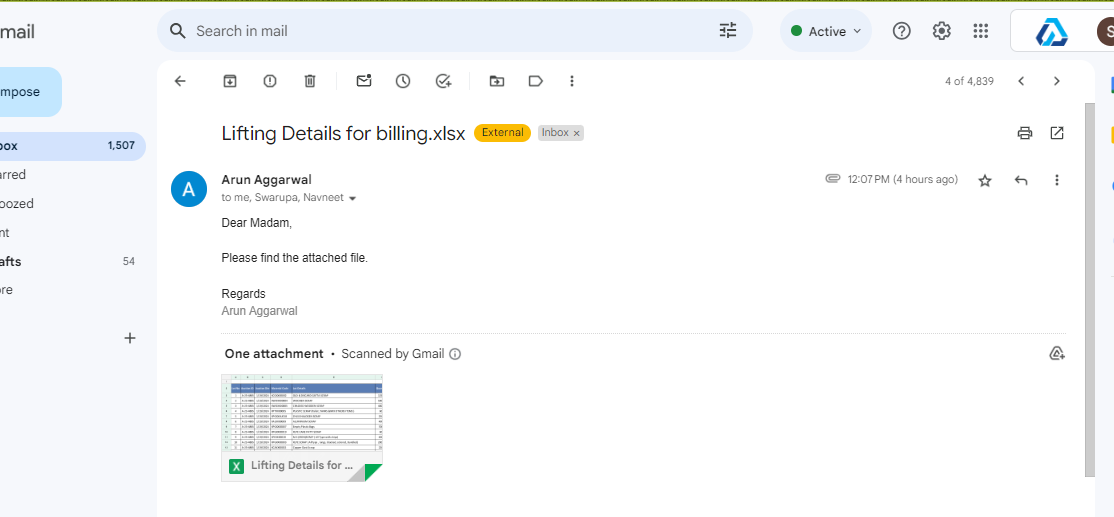 mail
Search in mail
Active
S
mpose
4 of 4,839
box
1,507
Lifting Details for billing.xlsx
External
Inbox x
arred
Arun Aggarwal
12:07 PM (4 hours ago)
A
to me, Swarupa, Navneet
oozed
Dear Madam,
nt
Please find the attached file.
afts
54
ore
Regards
Arun Aggarwal
One attachment • Scanned by Gmail
X
Lifting Details for ...